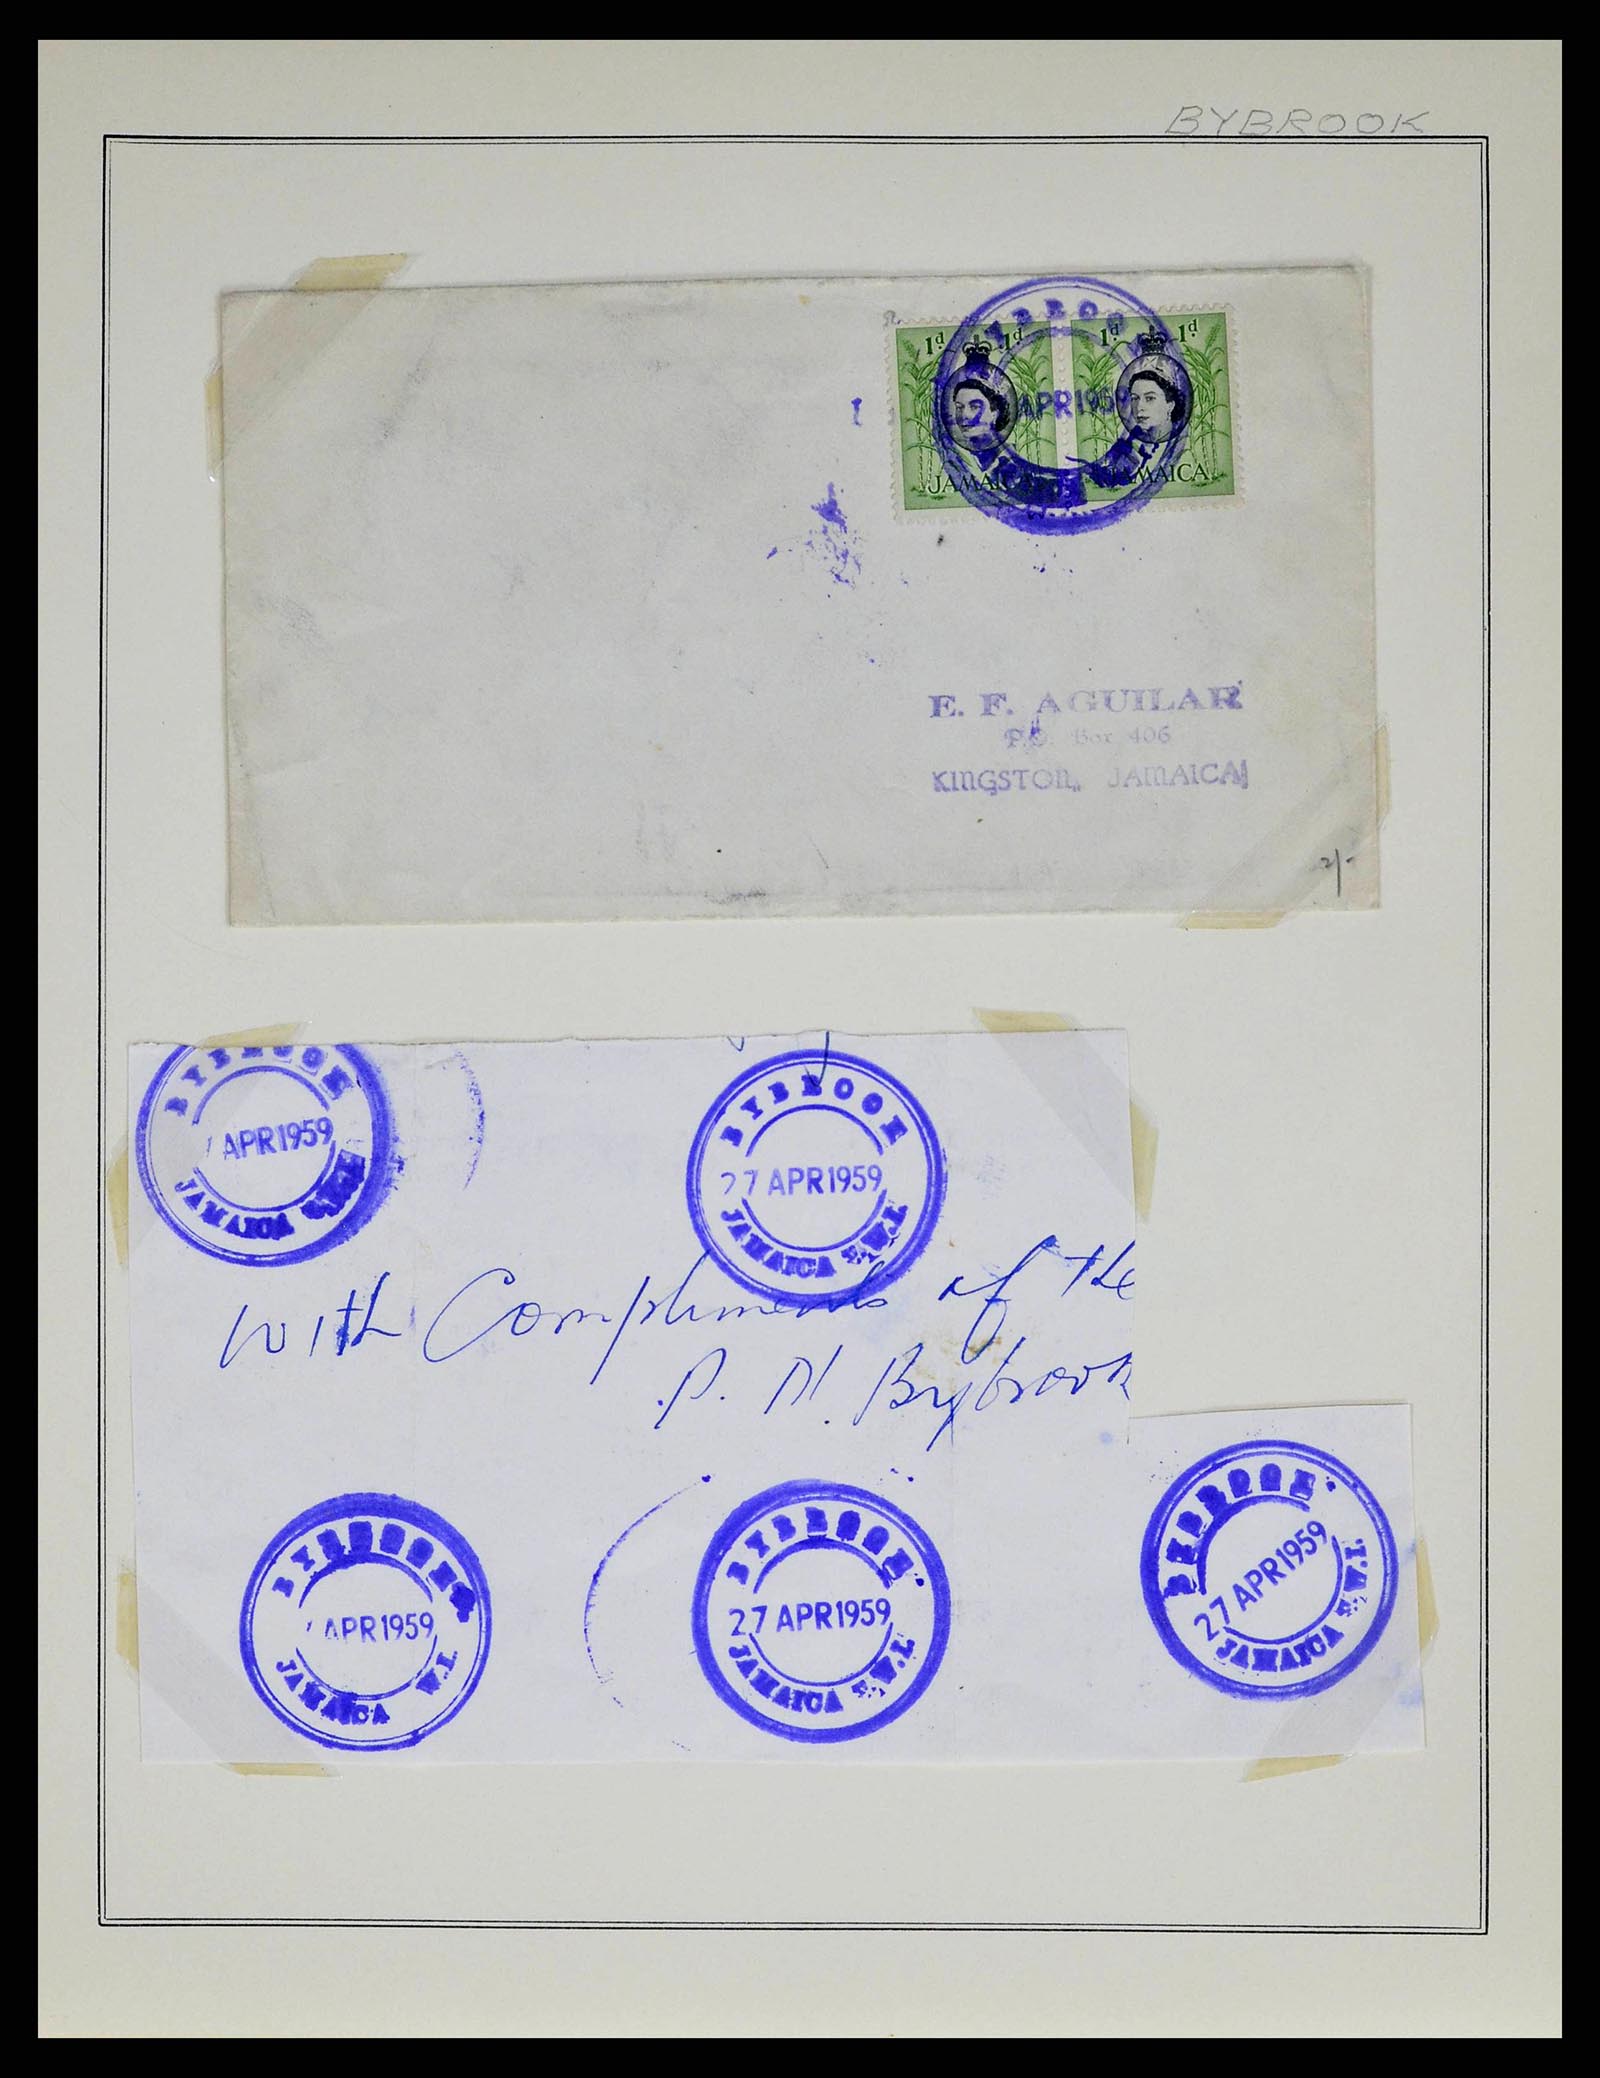 BYBROOK
1d 1d 1d 1d
APR 1959
JAMAICA JAMAICA
E. F. AGUILAR
P.O. Box 406
KINGSTON, JAMAICA
2/-
BYBROOK
APR 1959
JAMAICA
BYBROOK
27 APR 1959
JAMAICA B.W.I.
With Compliments of the
P. M. Bybrook
BYBROOK
APR 1959
JAMAICA W.I.
BYBROOK
27 APR 1959
JAMAICA B.W.I.
BYBROOK
27 APR 1959
JAMAICA B.W.I.